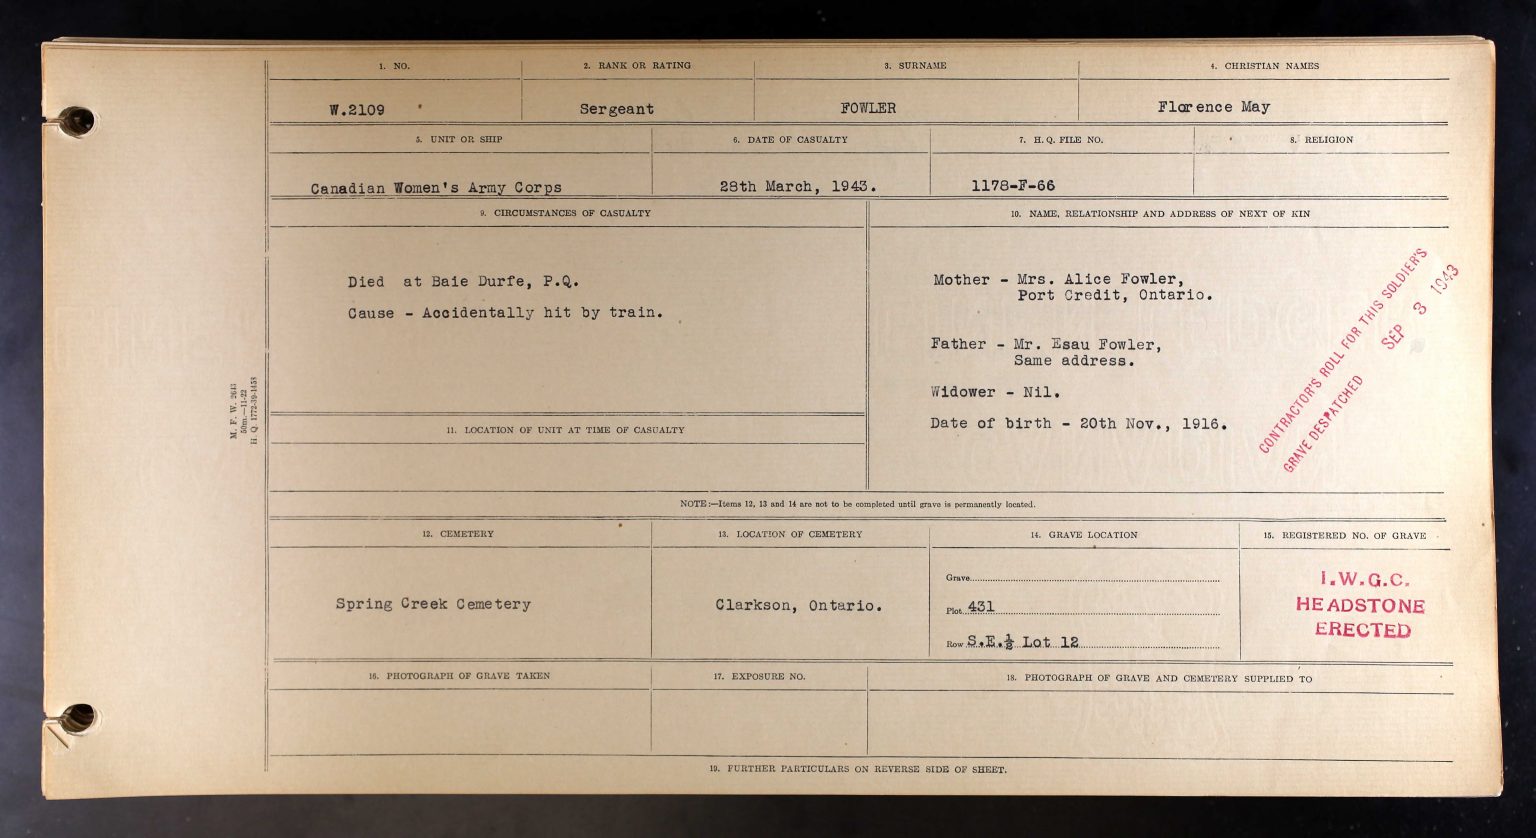 1. NO.
2. RANK OR RATING
3. SURNAME
4. CHRISTIAN NAMES
W.2109
Sergeant
FOWLER
Florence May
5. UNIT OR SHIP
6. DATE OF CASUALTY
7. H. Q. FILE NO.
8. RELIGION
Canadian Women's Army Corps
28th March, 1943.
1178-F-66
9. CIRCUMSTANCES OF CASUALTY
10. NAME, RELATIONSHIP AND ADDRESS OF NEXT OF KIN
Died at Baie Durfe, P.Q.
Cause - Accidentally hit by train.
Mother - Mrs. Alice Fowler,
Port Credit, Ontario.
Father - Mr. Esau Fowler,
Same address.
Widower - Nil.
Date of birth - 20th Nov., 1916.
CONTRACTOR'S ROLL FOR THIS SOLDIER'S
GRAVE DESPATCHED SEP 3 1943
M. F. W. 2643
50m.—11-22
H. Q. 1772-39-1458
11. LOCATION OF UNIT AT TIME OF CASUALTY
NOTE:—Items 12, 13 and 14 are not to be completed until grave is permanently located.
12. CEMETERY
13. LOCATION OF CEMETERY
14. GRAVE LOCATION
15. REGISTERED NO. OF GRAVE
Spring Creek Cemetery
Clarkson, Ontario.
Grave
Plot 431
Row S.E.½ Lot 12
I.W.G.C.
HEADSTONE
ERECTED
16. PHOTOGRAPH OF GRAVE TAKEN
17. EXPOSURE NO.
18. PHOTOGRAPH OF GRAVE AND CEMETERY SUPPLIED TO
19. FURTHER PARTICULARS ON REVERSE SIDE OF SHEET.